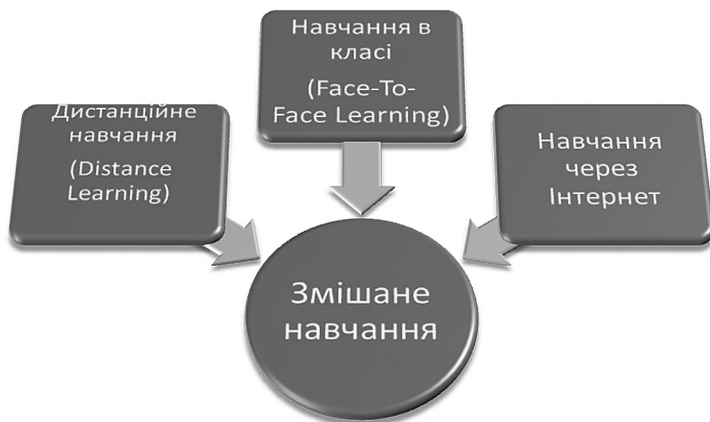 Дистанційне
навчання
(Distance
Learning)
Навчання в
класі
(Face-To-
Face Learning)
Навчання
через
Інтернет
Змішане
навчання